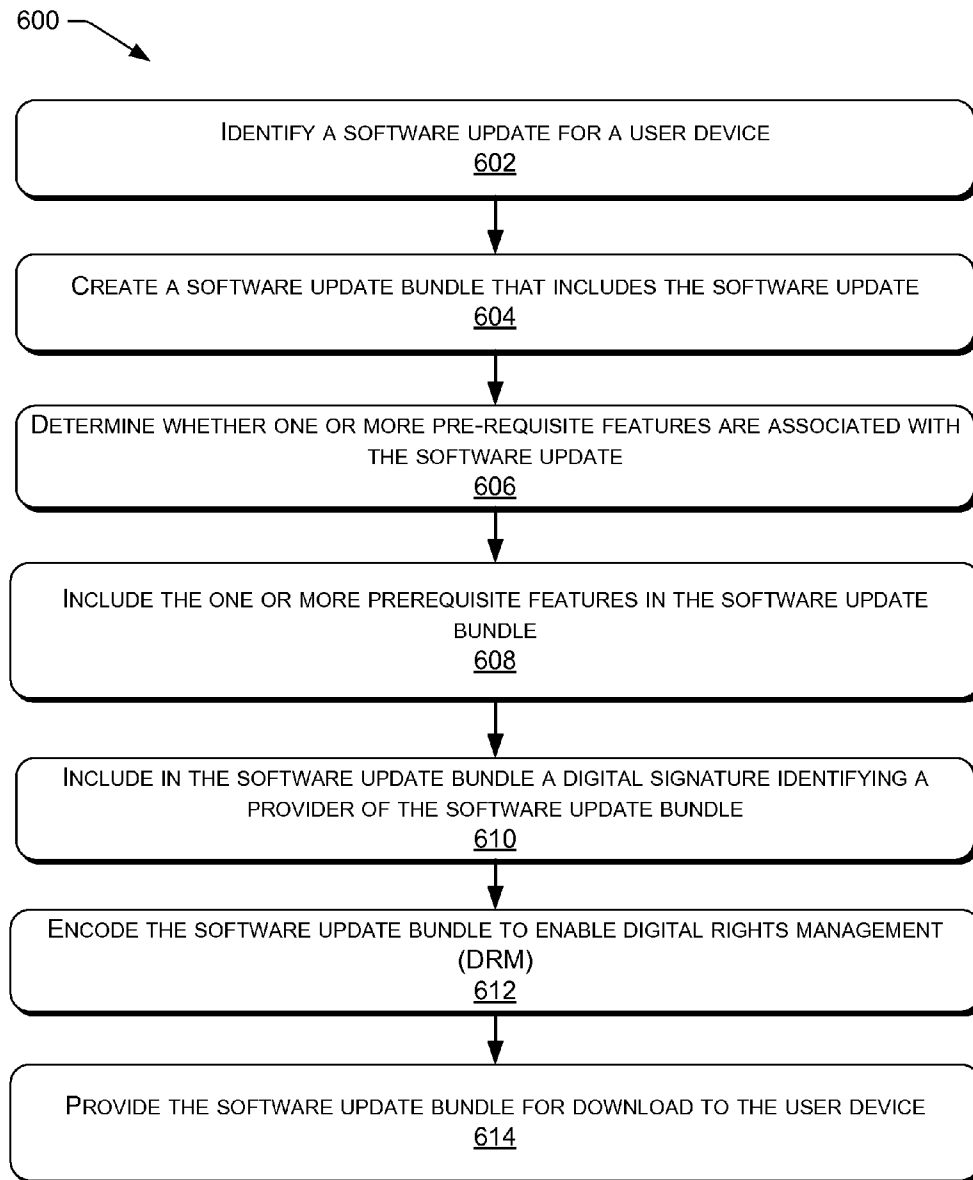 600
IDENTIFY A SOFTWARE UPDATE FOR A USER DEVICE
602
CREATE A SOFTWARE UPDATE BUNDLE THAT INCLUDES THE SOFTWARE UPDATE
604
DETERMINE WHETHER ONE OR MORE PRE-REQUISITE FEATURES ARE ASSOCIATED WITH
THE SOFTWARE UPDATE
606
INCLUDE THE ONE OR MORE PREREQUISITE FEATURES IN THE SOFTWARE UPDATE
BUNDLE
608
INCLUDE IN THE SOFTWARE UPDATE BUNDLE A DIGITAL SIGNATURE IDENTIFYING A
PROVIDER OF THE SOFTWARE UPDATE BUNDLE
610
ENCODE THE SOFTWARE UPDATE BUNDLE TO ENABLE DIGITAL RIGHTS MANAGEMENT
(DRM)
612
PROVIDE THE SOFTWARE UPDATE BUNDLE FOR DOWNLOAD TO THE USER DEVICE
614